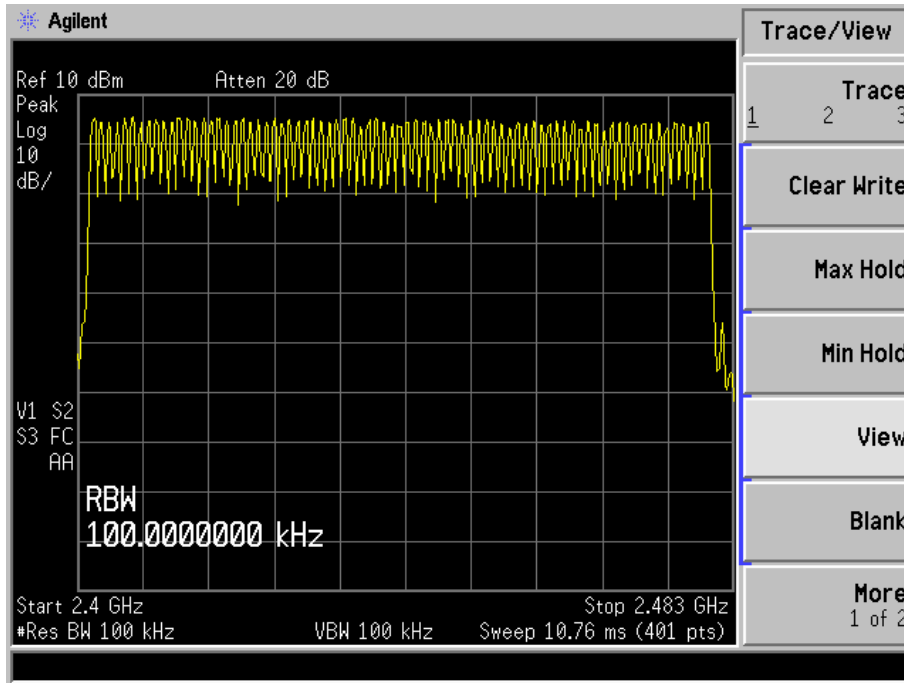 Agilent
Trace/View
Ref 10 dBm Atten 20 dB
Peak
Log
10
dB/
V1 S2
S3 FC
AA
RBW
100.0000000 kHz
Start 2.4 GHz Stop 2.483 GHz
#Res BW 100 kHz VBW 100 kHz Sweep 10.76 ms (401 pts)
Trace
1 2 3
Clear Write
Max Hold
Min Hold
View
Blank
More
1 of 2